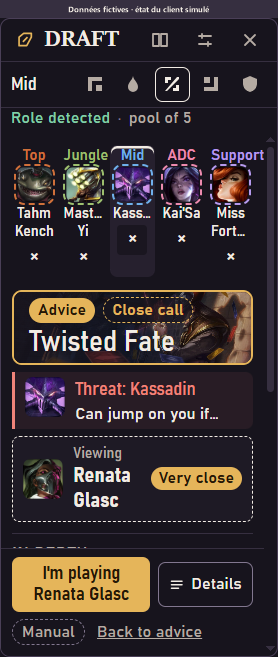 Données fictives · état du client simulé
DRAFT
Mid
Role detected · pool of 5
Top Jungle Mid ADC Support
Tahm Kench
Mast… Yi
Kass…
Kai'Sa
Miss Fort…
× × × × ×
Advice Close call
Twisted Fate
Threat: Kassadin
Can jump on you if…
Viewing
Renata
Glasc
Very close
I'm playing
Renata Glasc
Details
Manual Back to advice